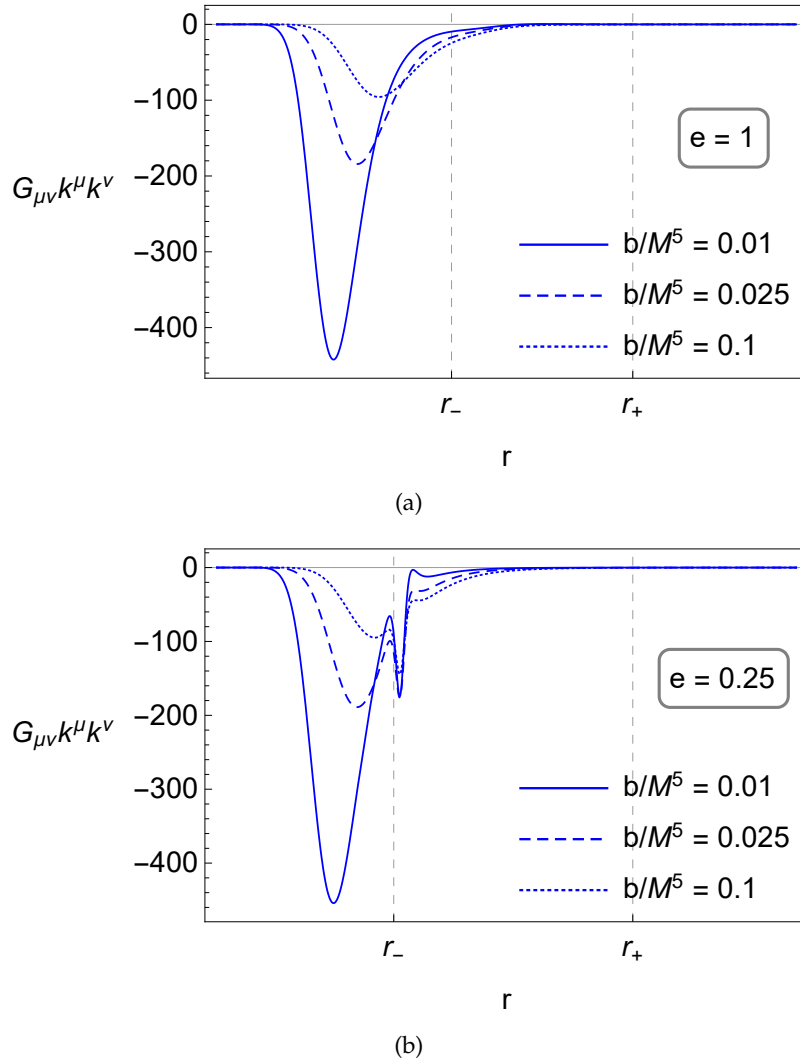 0
−100
−200
−300
−400
G_{μν}k^μk^ν
e = 1
b/M^5 = 0.01
b/M^5 = 0.025
b/M^5 = 0.1
r_−
r_+
r
(a)
0
−100
−200
−300
−400
G_{μν}k^μk^ν
e = 0.25
b/M^5 = 0.01
b/M^5 = 0.025
b/M^5 = 0.1
r_−
r_+
r
(b)